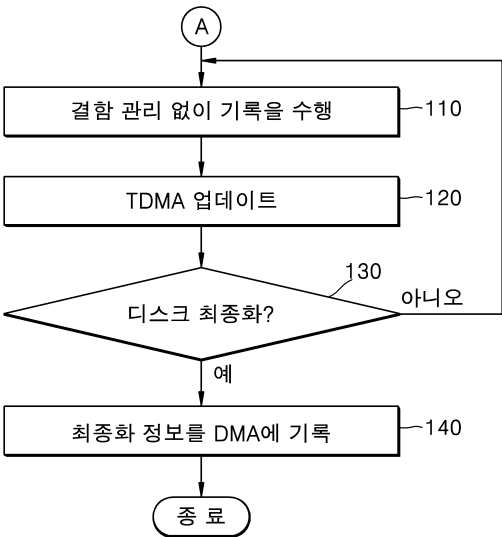 A
결함 관리 없이 기록을 수행
110
TDMA 업데이트
120
130
디스크 최종화?
아니오
예
최종화 정보를 DMA에 기록
140
종 료